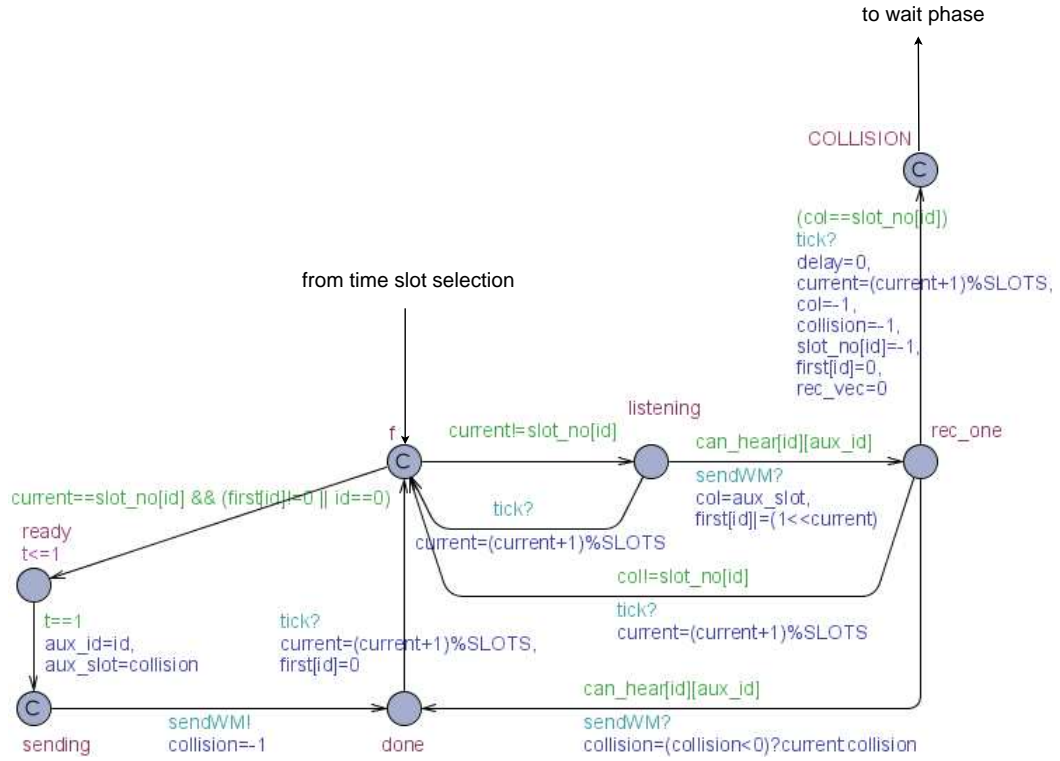 to wait phase
COLLISION
C
(col==slot_no[id])
tick?
delay=0,
current=(current+1)%SLOTS,
col=-1,
collision=-1,
slot_no[id]=-1,
first[id]=0,
rec_vec=0
from time slot selection
listening
f
current!=slot_no[id]
can_hear[id][aux_id]
rec_one
C
sendWM?
col=aux_slot,
first[id]|=(1<<current)
current==slot_no[id] && (first[id]!=0 || id==0)
tick?
current=(current+1)%SLOTS
ready
t<=1
col!=slot_no[id]
tick?
current=(current+1)%SLOTS
t==1
aux_id=id,
aux_slot=collision
tick?
current=(current+1)%SLOTS,
first[id]=0
can_hear[id][aux_id]
C
sendWM!
collision=-1
sendWM?
collision=(collision<0)?current:collision
sending
done